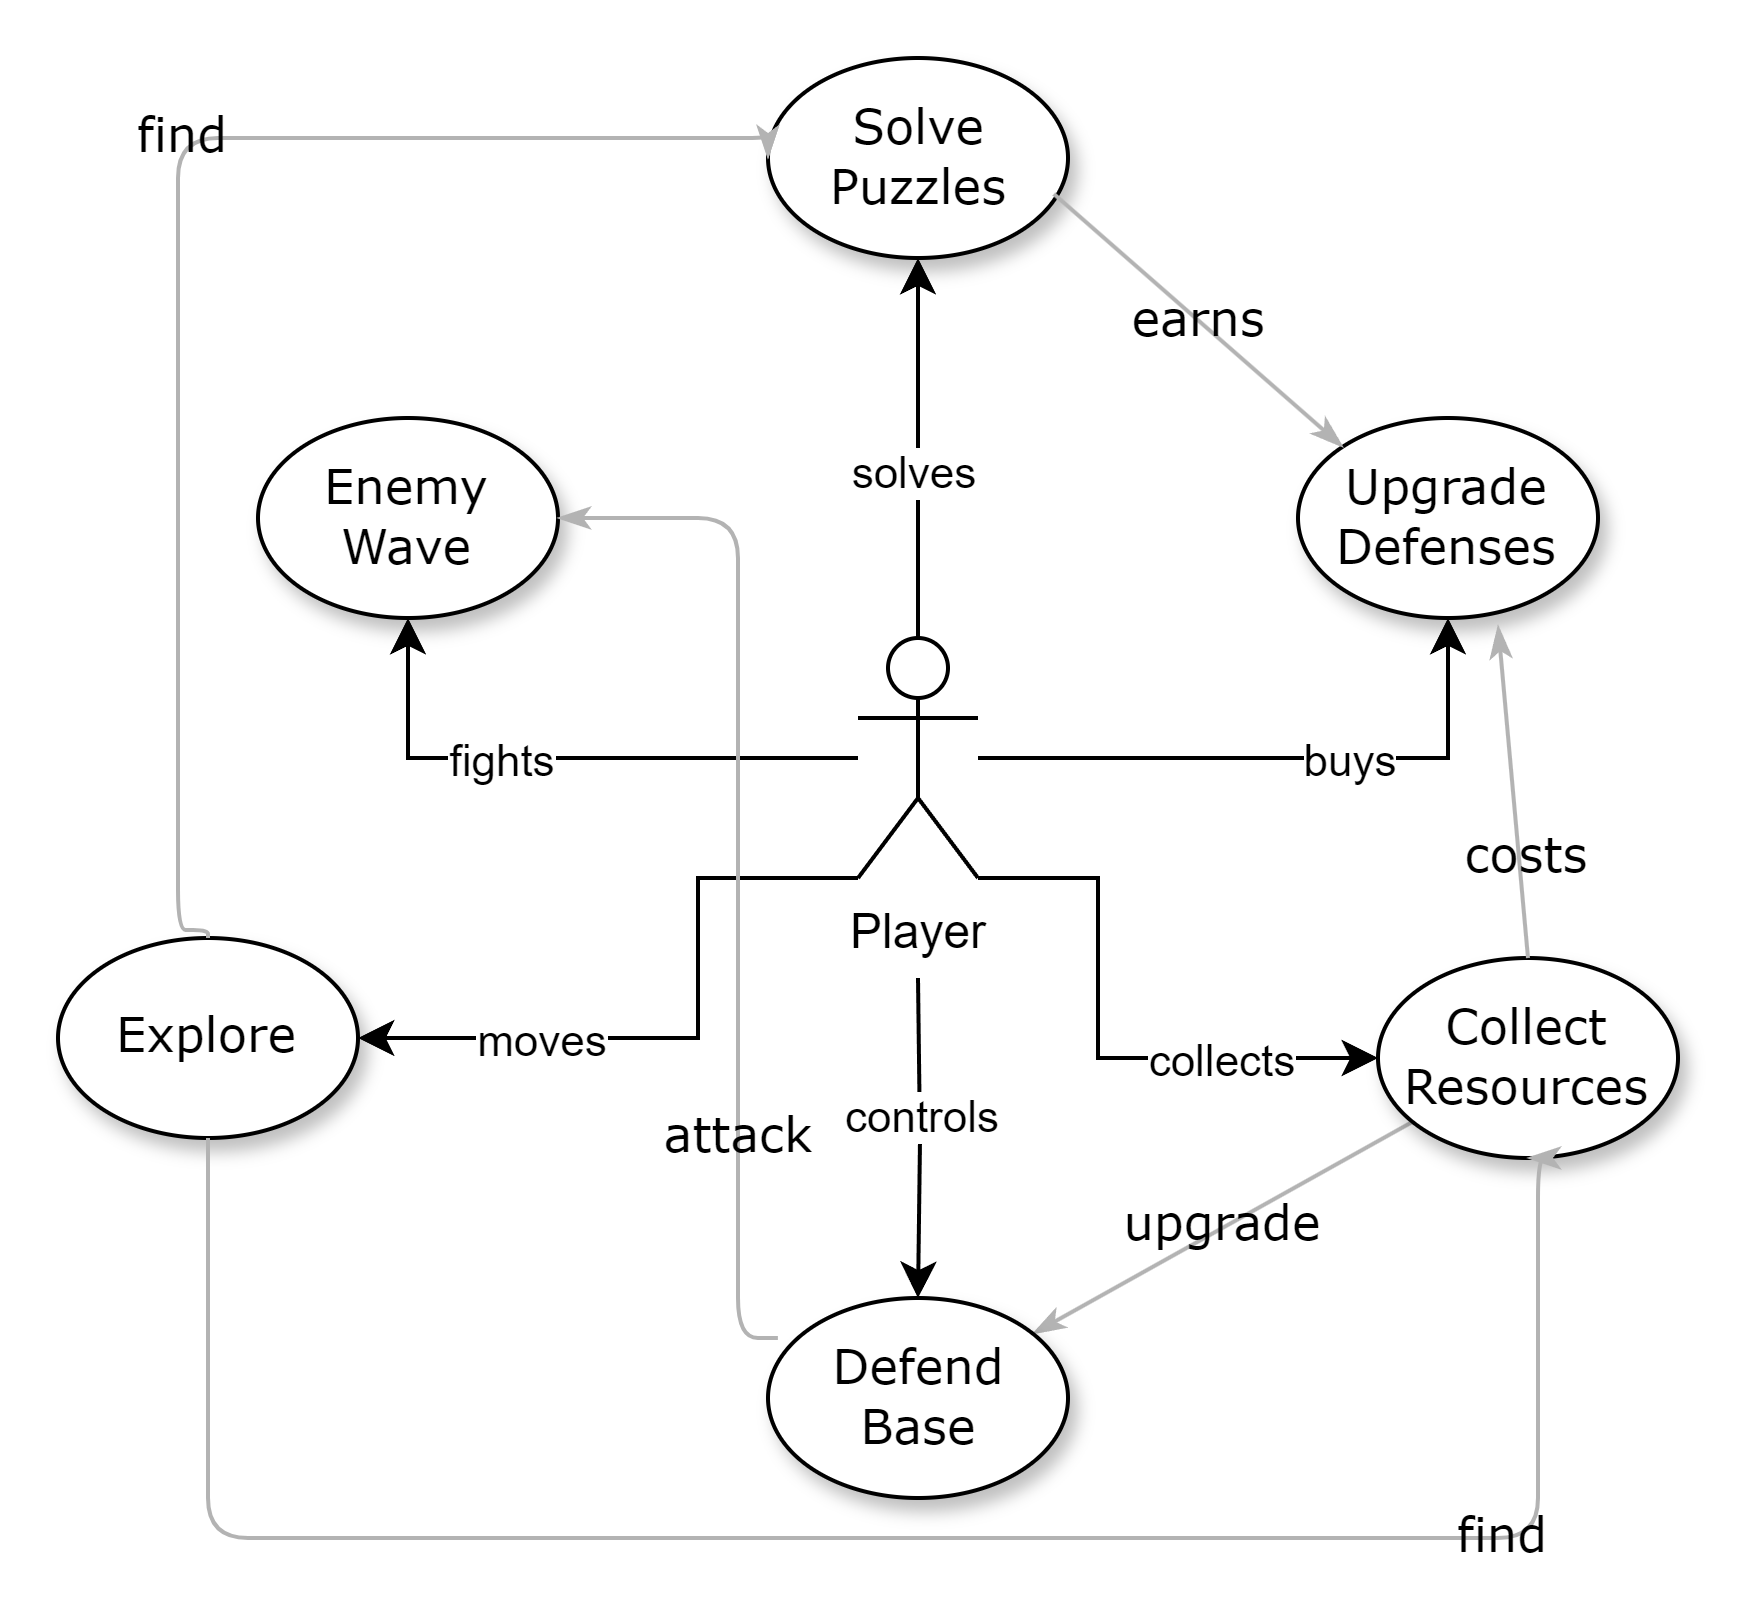 find
Solve
Puzzles
earns
solves
Enemy
Wave
Upgrade
Defenses
fights
buys
costs
Player
Explore
moves
collects
Collect
Resources
attack
controls
upgrade
Defend
Base
find